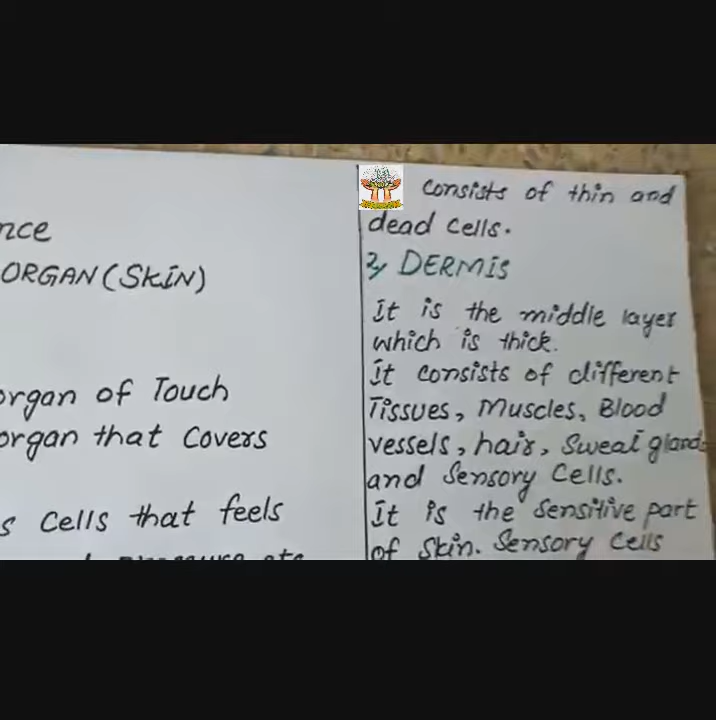 nce
ORGAN (SKiN)
organ of Touch
organ that Covers
s Cells that feels
Consists of thin and
dead Cells.
2, DERMiS
It is the middle layer
which is thick.
It consists of different
Tissues, Muscles, Blood
vessels, hair, Sweat glands
and Sensory Cells.
It is the Sensitive part
of Skin. Sensory Cells